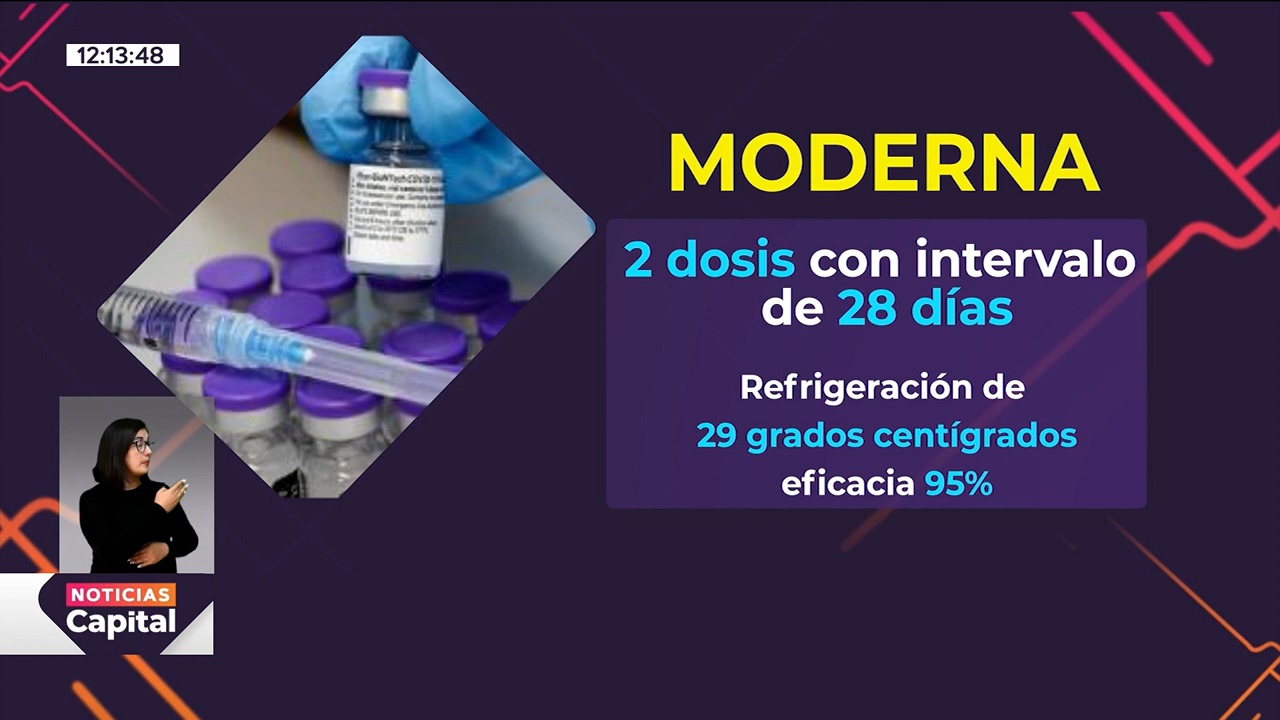 12:13:48
MODERNA
2 dosis con intervalo
de 28 días
Refrigeración de
29 grados centígrados
eficacia 95%
NOTICIAS
Capital